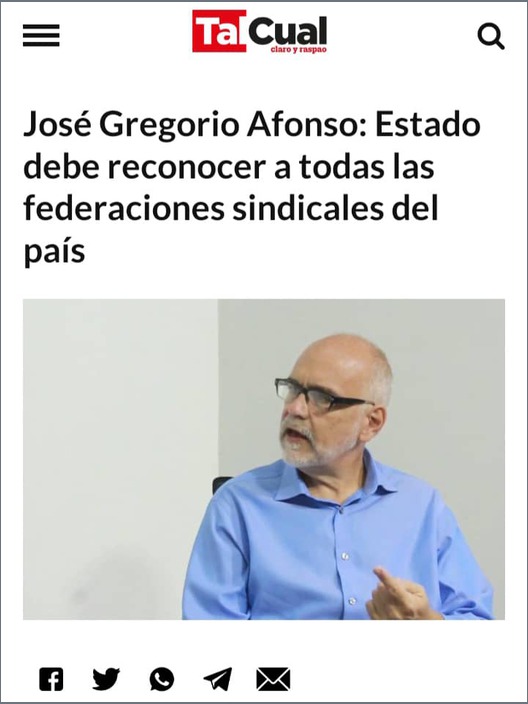 TalCual
claro y raspao
José Gregorio Afonso: Estado
debe reconocer a todas las
federaciones sindicales del
país